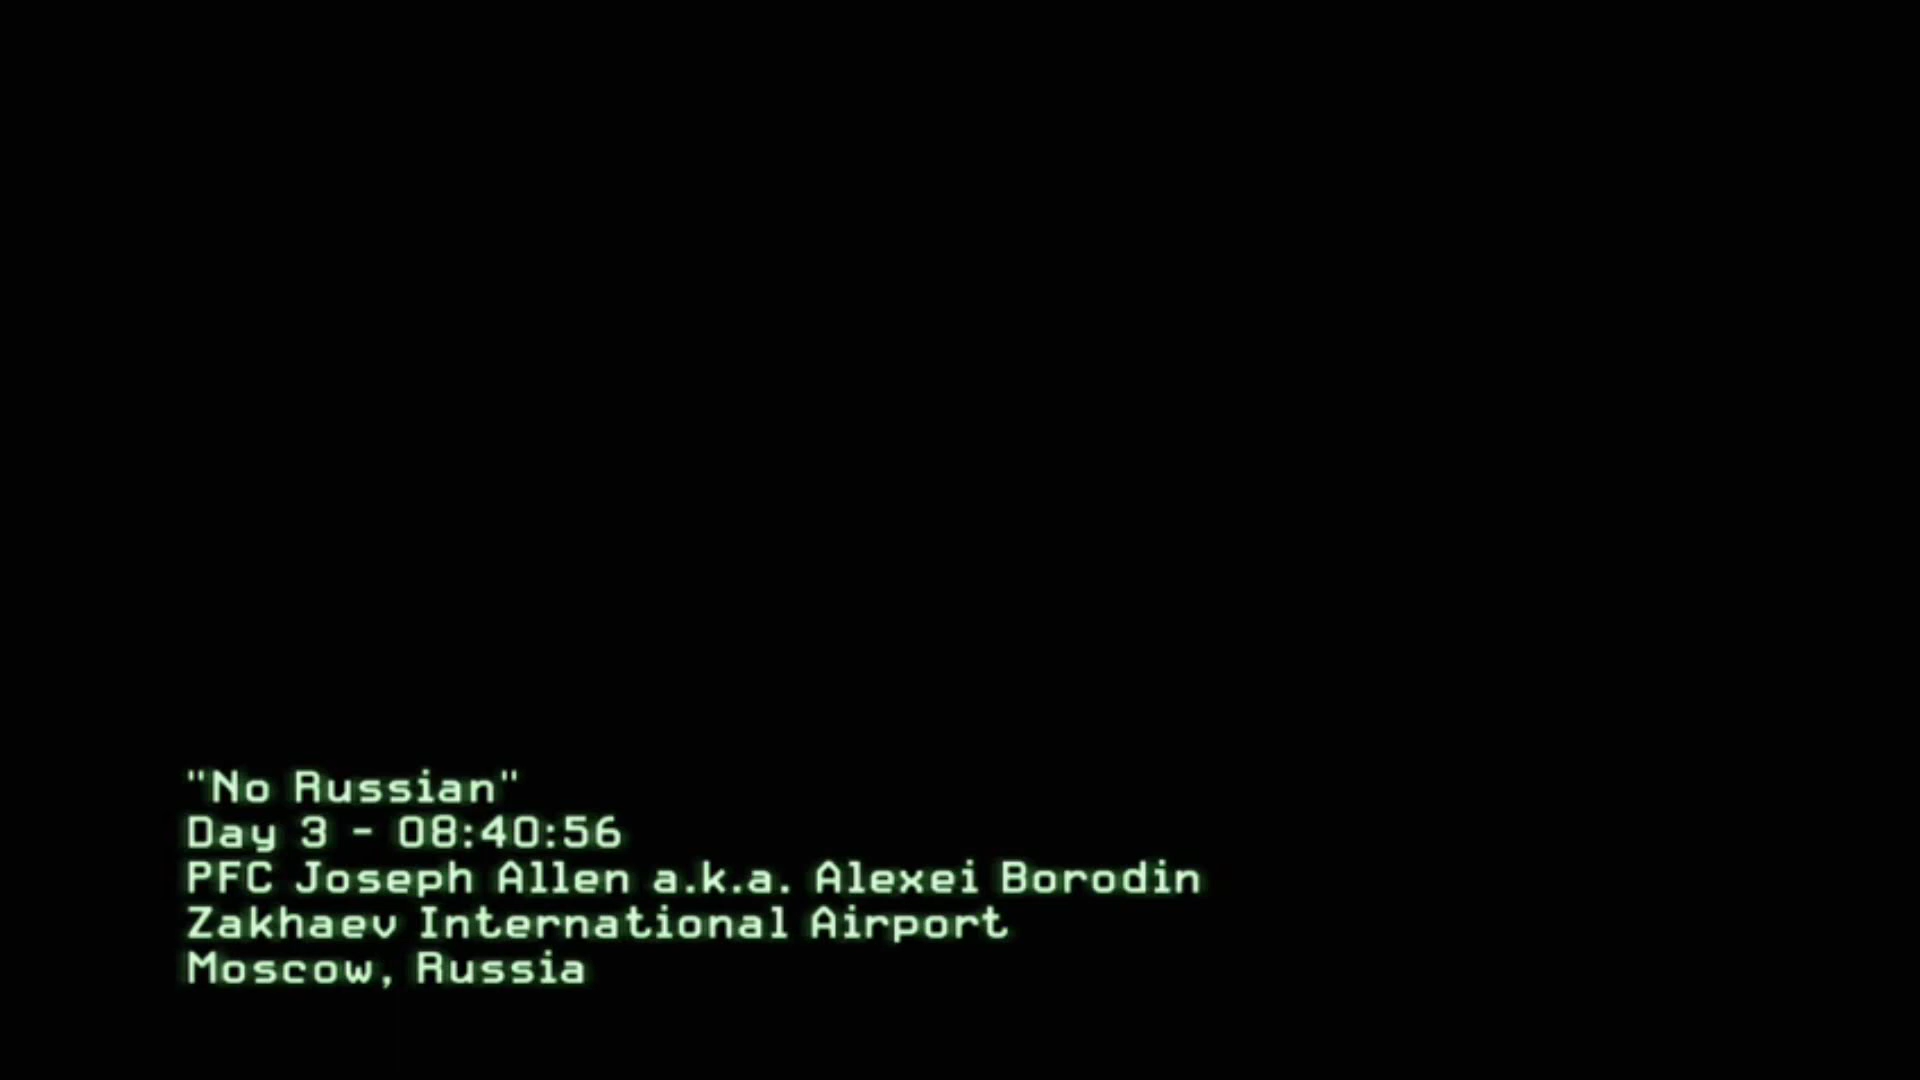 "No Russian"
Day 3 - 08:40:56
PFC Joseph Allen a.k.a. Alexei Borodin
Zakhaev International Airport
Moscow, Russia